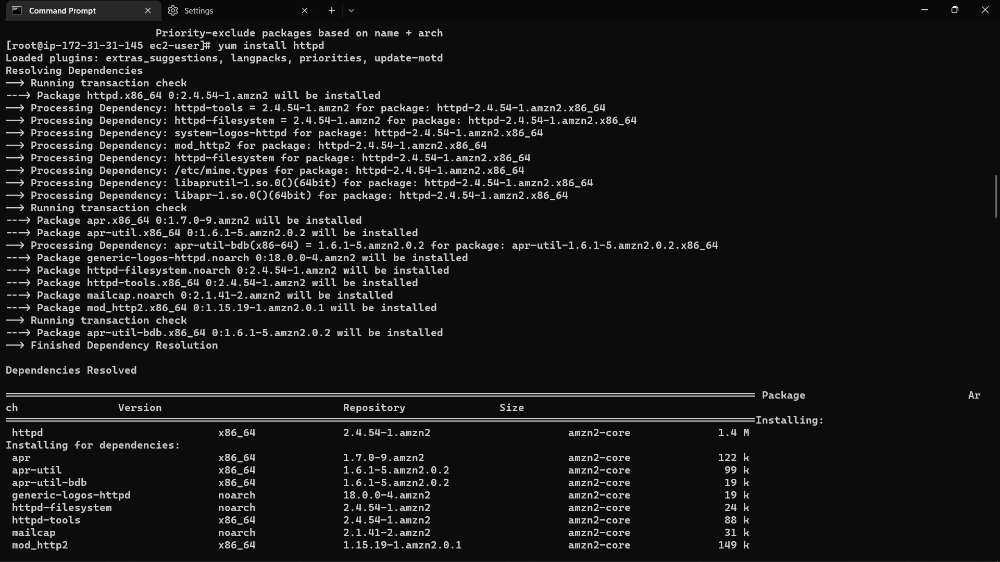 Command Prompt
Settings
Priority-exclude packages based on name + arch
[root@ip-172-31-31-145 ec2-user]# yum install httpd
Loaded plugins: extras_suggestions, langpacks, priorities, update-motd
Resolving Dependencies
--> Running transaction check
---> Package httpd.x86_64 0:2.4.54-1.amzn2 will be installed
--> Processing Dependency: httpd-tools = 2.4.54-1.amzn2 for package: httpd-2.4.54-1.amzn2.x86_64
--> Processing Dependency: httpd-filesystem = 2.4.54-1.amzn2 for package: httpd-2.4.54-1.amzn2.x86_64
--> Processing Dependency: system-logos-httpd for package: httpd-2.4.54-1.amzn2.x86_64
--> Processing Dependency: mod_http2 for package: httpd-2.4.54-1.amzn2.x86_64
--> Processing Dependency: httpd-filesystem for package: httpd-2.4.54-1.amzn2.x86_64
--> Processing Dependency: /etc/mime.types for package: httpd-2.4.54-1.amzn2.x86_64
--> Processing Dependency: libaprutil-1.so.0()(64bit) for package: httpd-2.4.54-1.amzn2.x86_64
--> Processing Dependency: libapr-1.so.0()(64bit) for package: httpd-2.4.54-1.amzn2.x86_64
--> Running transaction check
---> Package apr.x86_64 0:1.7.0-9.amzn2 will be installed
---> Package apr-util.x86_64 0:1.6.1-5.amzn2.0.2 will be installed
--> Processing Dependency: apr-util-bdb(x86-64) = 1.6.1-5.amzn2.0.2 for package: apr-util-1.6.1-5.amzn2.0.2.x86_64
---> Package generic-logos-httpd.noarch 0:18.0.0-4.amzn2 will be installed
---> Package httpd-filesystem.noarch 0:2.4.54-1.amzn2 will be installed
---> Package httpd-tools.x86_64 0:2.4.54-1.amzn2 will be installed
---> Package mailcap.noarch 0:2.1.41-2.amzn2 will be installed
---> Package mod_http2.x86_64 0:1.15.19-1.amzn2.0.1 will be installed
--> Running transaction check
---> Package apr-util-bdb.x86_64 0:1.6.1-5.amzn2.0.2 will be installed
--> Finished Dependency Resolution
Dependencies Resolved
Package Ar
ch Version Repository Size
Installing:
httpd x86_64 2.4.54-1.amzn2 amzn2-core 1.4 M
Installing for dependencies:
apr x86_64 1.7.0-9.amzn2 amzn2-core 122 k
apr-util x86_64 1.6.1-5.amzn2.0.2 amzn2-core 99 k
apr-util-bdb x86_64 1.6.1-5.amzn2.0.2 amzn2-core 19 k
generic-logos-httpd noarch 18.0.0-4.amzn2 amzn2-core 19 k
httpd-filesystem noarch 2.4.54-1.amzn2 amzn2-core 24 k
httpd-tools x86_64 2.4.54-1.amzn2 amzn2-core 88 k
mailcap noarch 2.1.41-2.amzn2 amzn2-core 31 k
mod_http2 x86_64 1.15.19-1.amzn2.0.1 amzn2-core 149 k